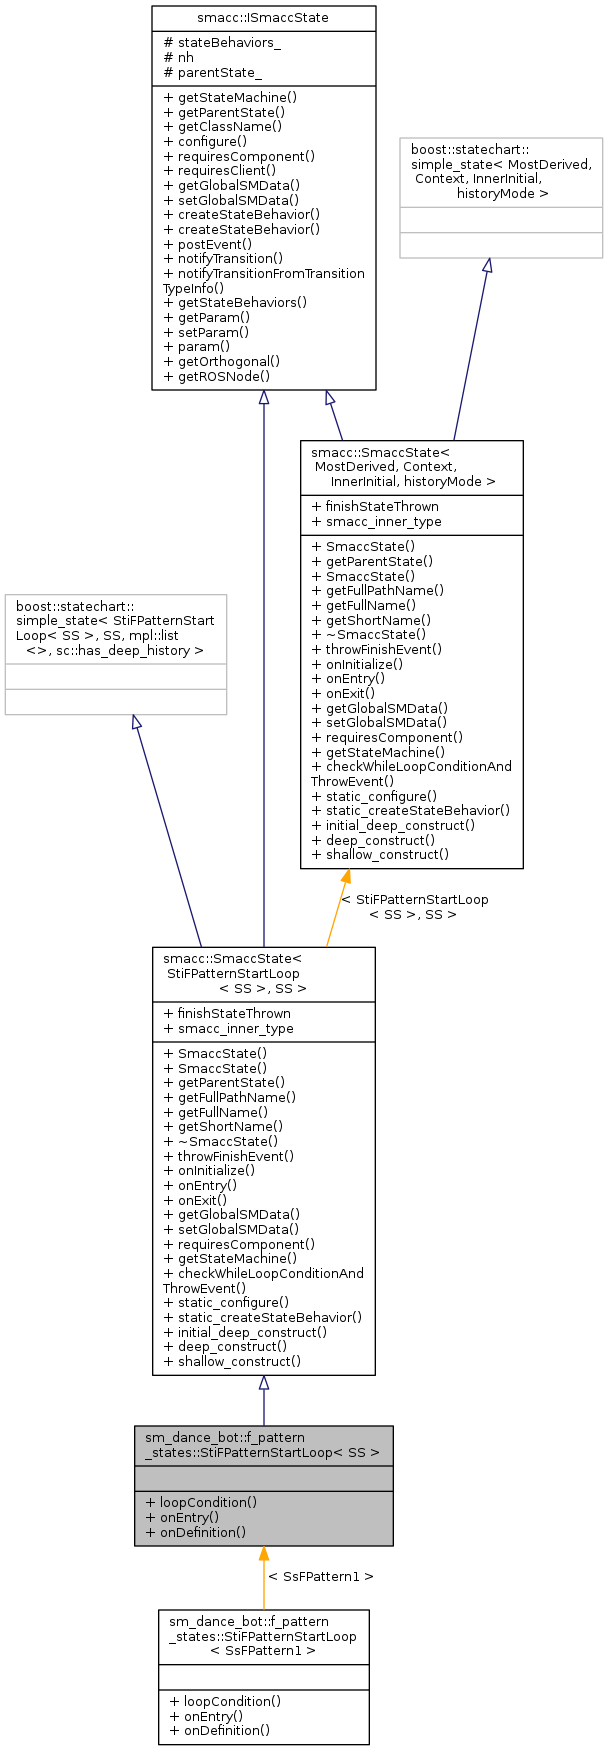 smacc::ISmaccState
# stateBehaviors_
# nh
# parentState_
+ getStateMachine()
+ getParentState()
+ getClassName()
+ configure()
+ requiresComponent()
+ requiresClient()
+ getGlobalSMData()
+ setGlobalSMData()
+ createStateBehavior()
+ createStateBehavior()
+ postEvent()
+ notifyTransition()
+ notifyTransitionFromTransition
TypeInfo()
+ getStateBehaviors()
+ getParam()
+ setParam()
+ param()
+ getOrthogonal()
+ getROSNode()
boost::statechart::
simple_state< MostDerived,
Context, InnerInitial,
historyMode >
smacc::SmaccState<
MostDerived, Context,
InnerInitial, historyMode >
+ finishStateThrown
+ smacc_inner_type
+ SmaccState()
+ getParentState()
+ SmaccState()
+ getFullPathName()
+ getFullName()
+ getShortName()
+ ~SmaccState()
+ throwFinishEvent()
+ onInitialize()
+ onEntry()
+ onExit()
+ getGlobalSMData()
+ setGlobalSMData()
+ requiresComponent()
+ getStateMachine()
+ checkWhileLoopConditionAnd
ThrowEvent()
+ static_configure()
+ static_createStateBehavior()
+ initial_deep_construct()
+ deep_construct()
+ shallow_construct()
boost::statechart::
simple_state< StiFPatternStart
Loop< SS >, SS, mpl::list
<>, sc::has_deep_history >
< StiFPatternStartLoop
< SS >, SS >
smacc::SmaccState<
StiFPatternStartLoop
< SS >, SS >
+ finishStateThrown
+ smacc_inner_type
+ SmaccState()
+ SmaccState()
+ getParentState()
+ getFullPathName()
+ getFullName()
+ getShortName()
+ ~SmaccState()
+ throwFinishEvent()
+ onInitialize()
+ onEntry()
+ onExit()
+ getGlobalSMData()
+ setGlobalSMData()
+ requiresComponent()
+ getStateMachine()
+ checkWhileLoopConditionAnd
ThrowEvent()
+ static_configure()
+ static_createStateBehavior()
+ initial_deep_construct()
+ deep_construct()
+ shallow_construct()
sm_dance_bot::f_pattern
_states::StiFPatternStartLoop< SS >
+ loopCondition()
+ onEntry()
+ onDefinition()
< SsFPattern1 >
sm_dance_bot::f_pattern
_states::StiFPatternStartLoop
< SsFPattern1 >
+ loopCondition()
+ onEntry()
+ onDefinition()